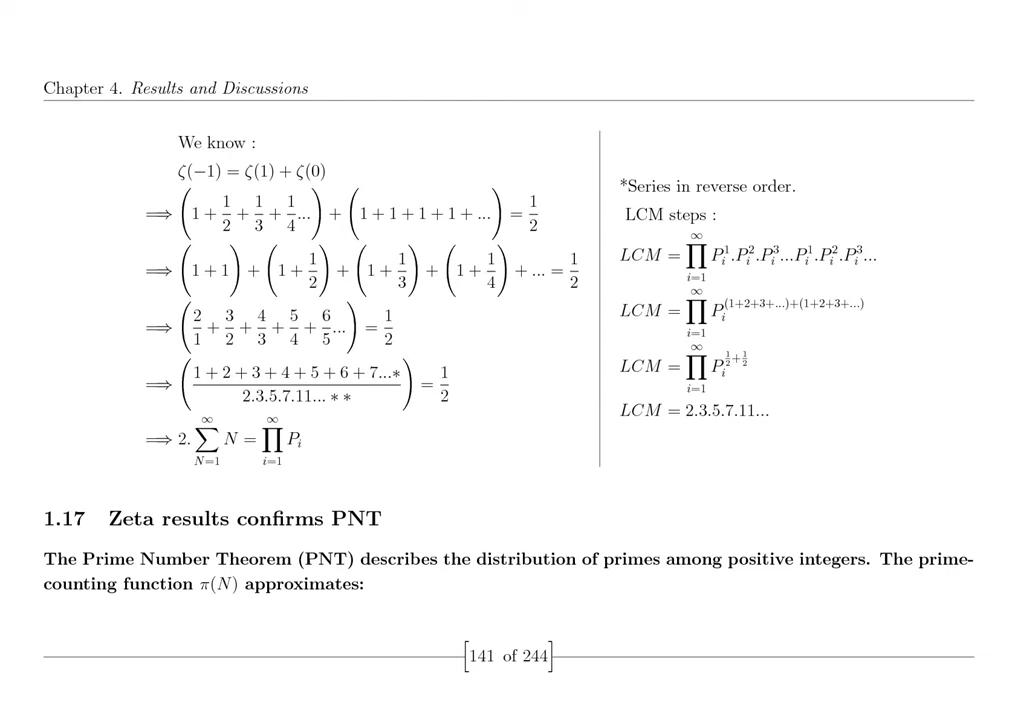 Chapter 4. Results and Discussions
We know :
ζ(−1) = ζ(1) + ζ(0)
⟹ (1 + 1/2 + 1/3 + 1/4 ...) + (1 + 1 + 1 + 1 + ...) = 1/2
⟹ (1 + 1) + (1 + 1/2) + (1 + 1/3) + (1 + 1/4) + ... = 1/2
⟹ (2/1 + 3/2 + 4/3 + 5/4 + 6/5 ...) = 1/2
⟹ ((1 + 2 + 3 + 4 + 5 + 6 + 7...∗)/(2.3.5.7.11... ∗ ∗)) = 1/2
⟹ 2. ∑_{N=1}^{∞} N = ∏_{i=1}^{∞} P_i
*Series in reverse order.
LCM steps :
LCM = ∏_{i=1}^{∞} P_i^1.P_i^2.P_i^3...P_i^1.P_i^2.P_i^3...
LCM = ∏_{i=1}^{∞} P_i^{(1+2+3+...)+(1+2+3+...)}
LCM = ∏_{i=1}^{∞} P_i^{1/2+1/2}
LCM = 2.3.5.7.11...
1.17 Zeta results confirms PNT
The Prime Number Theorem (PNT) describes the distribution of primes among positive integers. The prime-
counting function π(N) approximates:
[141 of 244]